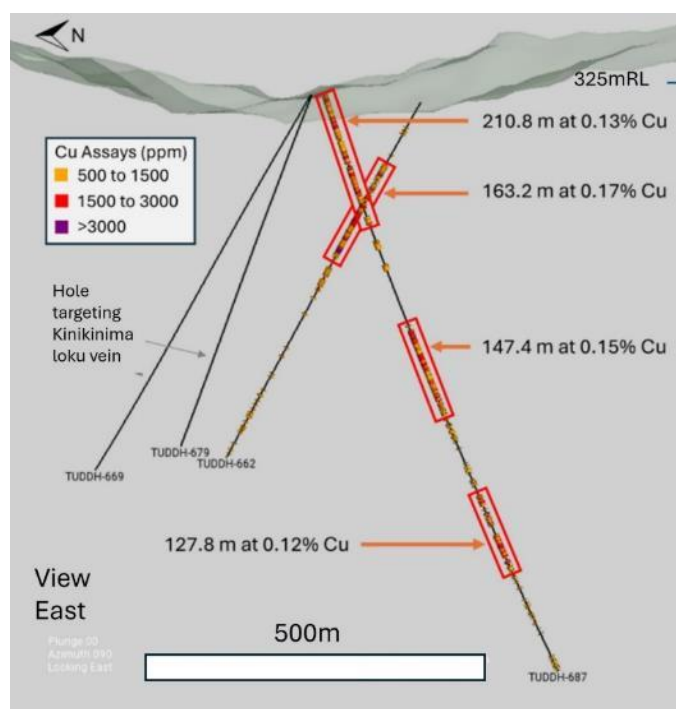 N
325mRL
210.8 m at 0.13% Cu
Cu Assays (ppm)
500 to 1500
1500 to 3000
>3000
163.2 m at 0.17% Cu
Hole
targeting
Kinikinima
loku vein
147.4 m at 0.15% Cu
TUDDH-669
TUDDH-679
TUDDH-662
127.8 m at 0.12% Cu
View
East
Plunge 00
Azimuth 090
Looking East
500m
TUDDH-687